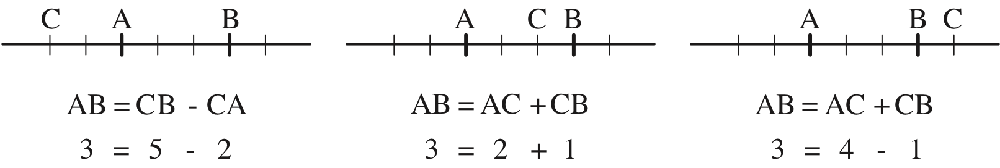 C A B
A C B
A B C
AB = CB - CA
AB = AC + CB
AB = AC + CB
3 = 5 - 2
3 = 2 + 1
3 = 4 - 1